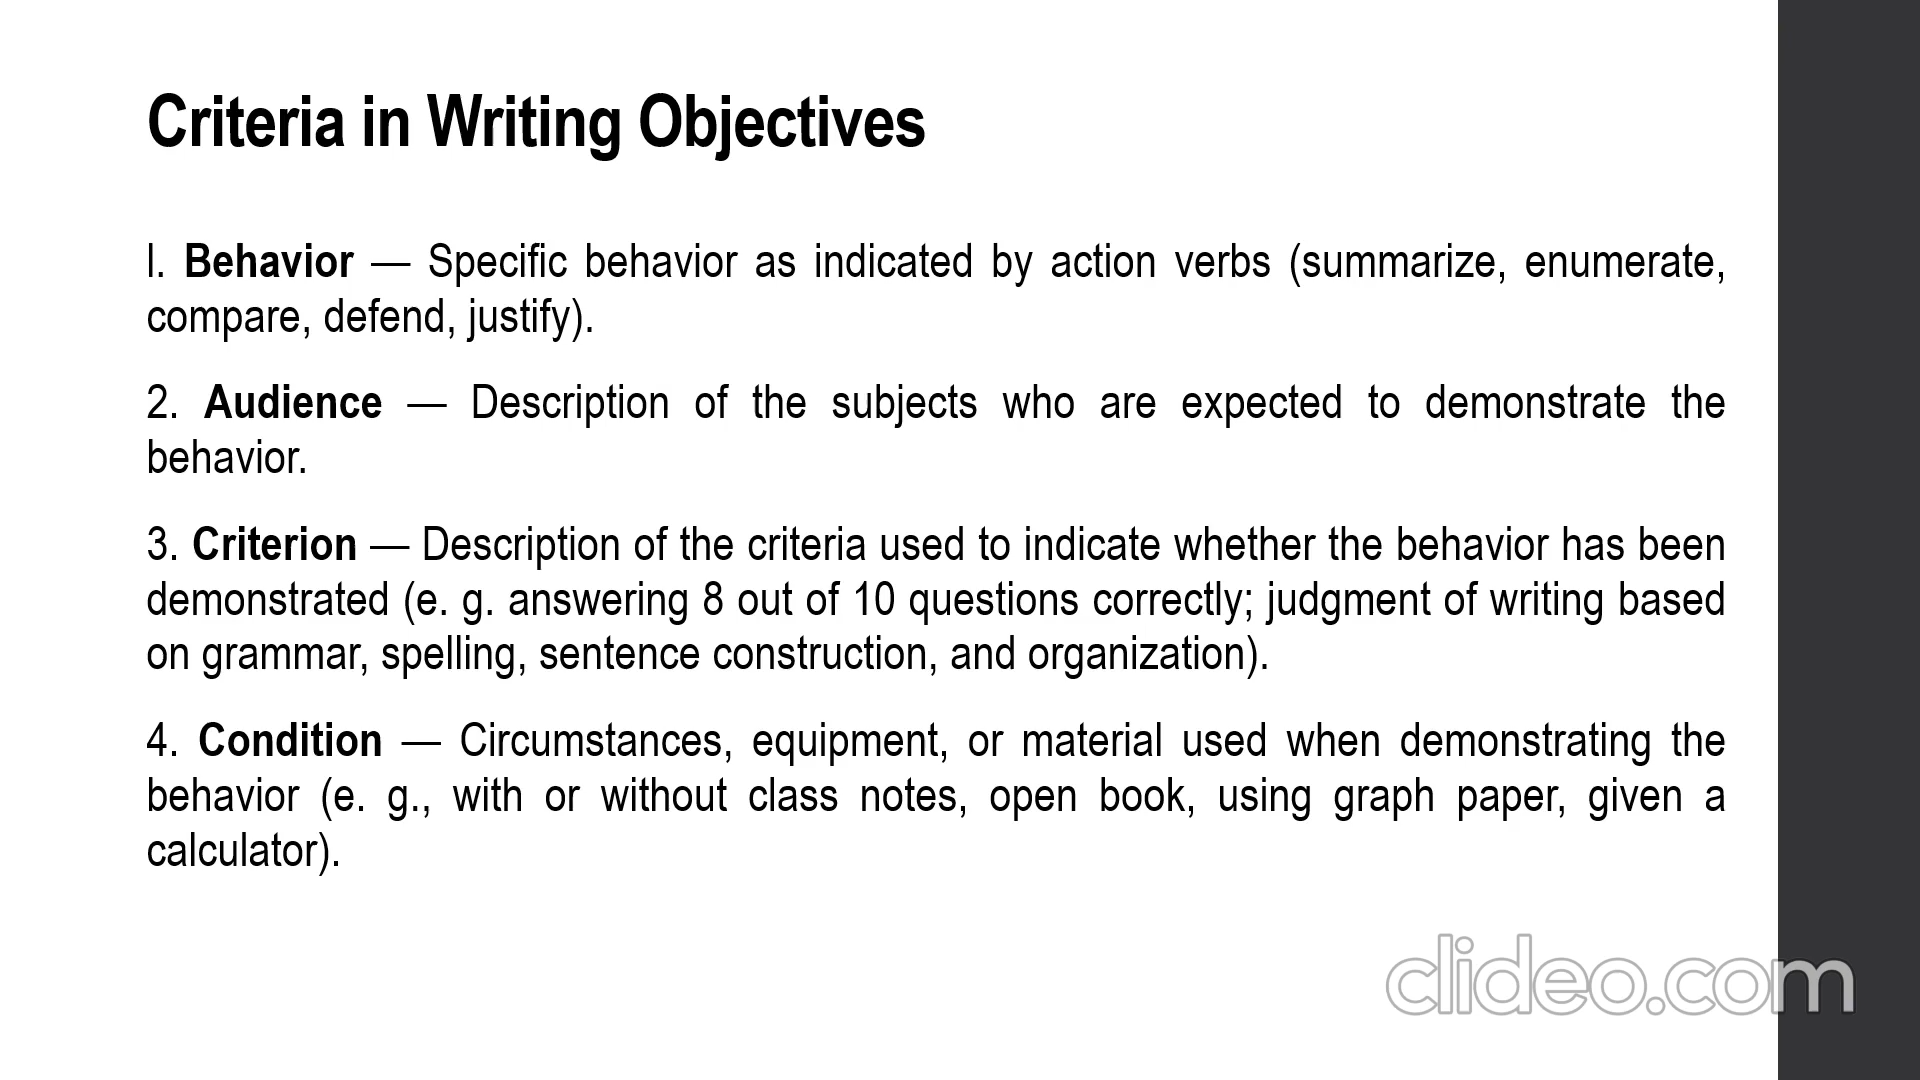 Criteria in Writing Objectives
l. Behavior — Specific behavior as indicated by action verbs (summarize, enumerate,
compare, defend, justify).
2. Audience — Description of the subjects who are expected to demonstrate the
behavior.
3. Criterion — Description of the criteria used to indicate whether the behavior has been
demonstrated (e. g. answering 8 out of 10 questions correctly; judgment of writing based
on grammar, spelling, sentence construction, and organization).
4. Condition — Circumstances, equipment, or material used when demonstrating the
behavior (e. g., with or without class notes, open book, using graph paper, given a
calculator).
clideo.com